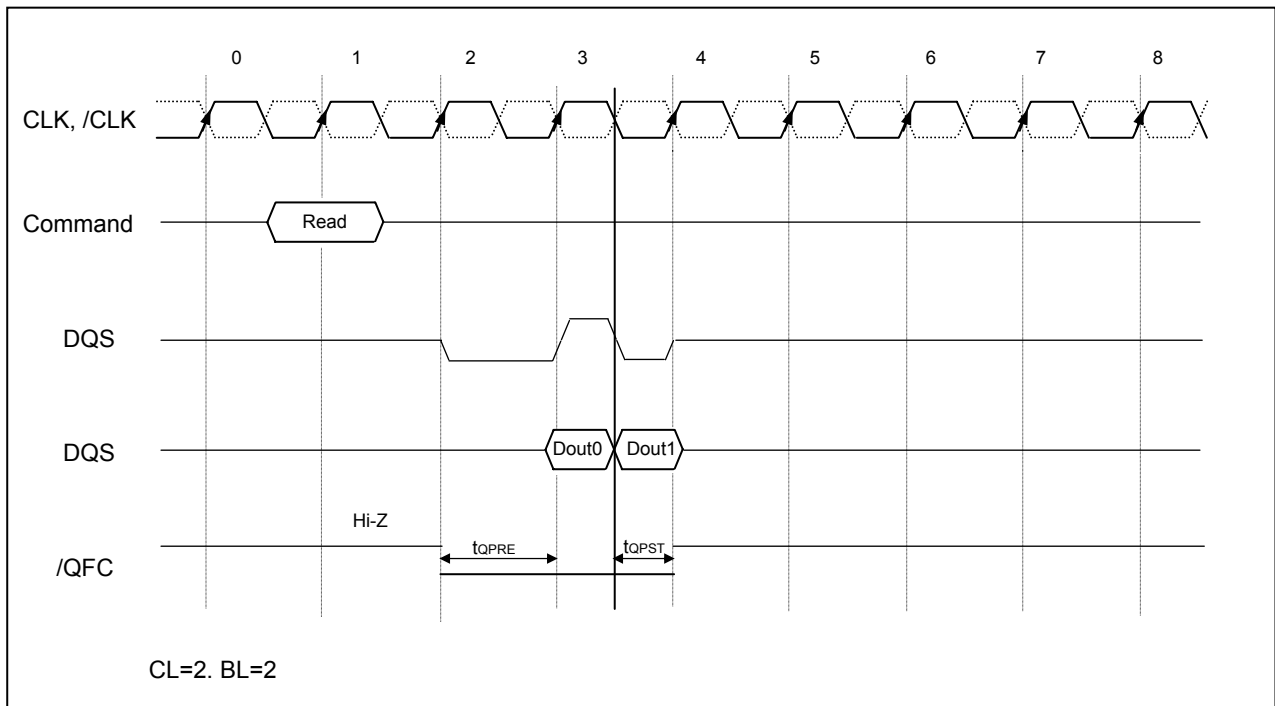 0 1 2 3 4 5 6 7 8
CLK, /CLK
Command
Read
DQS
DQS
Dout0 Dout1
Hi-Z
tQPRE tQPST
/QFC
CL=2. BL=2